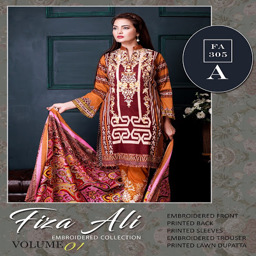 FA
305
A
Fiza Ali
EMBROIDERED COLLECTION
VOLUME 01
EMBROIDERED FRONT
PRINTED BACK
PRINTED SLEEVES
EMBROIDERED TROUSER
PRINTED LAWN DUPATTA